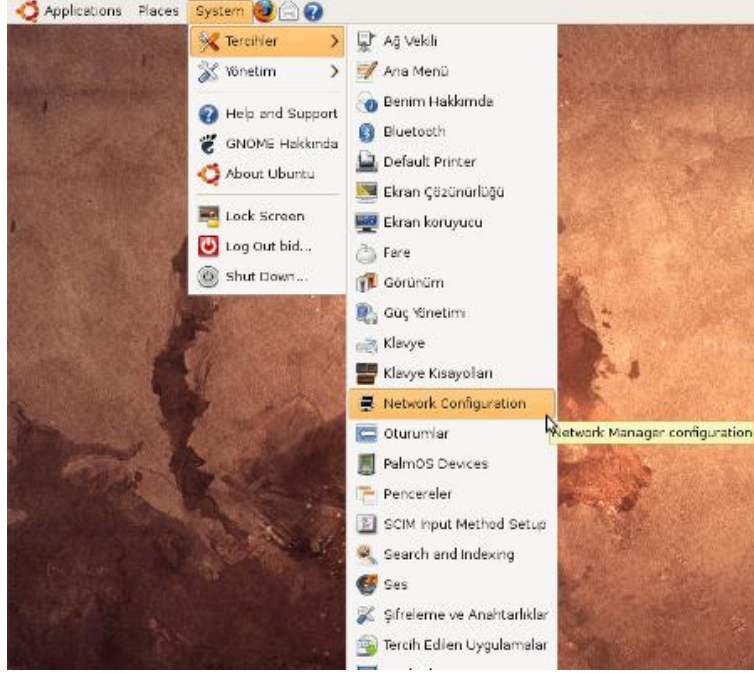 Applications Places System
Tercihler
Yönetim
Help and Support
GNOME Hakkında
About Ubuntu
Lock Screen
Log Out bid...
Shut Down...
Ağ Vekili
Ana Menü
Benim Hakkımda
Bluetooth
Default Printer
Ekran Çözünürlüğü
Ekran koruyucu
Fare
Görünüm
Güç Yönetimi
Klavye
Klavye Kısayolları
Network Configuration
Network Manager configuration
Oturumlar
PalmOS Devices
Pencereler
SCIM Input Method Setup
Search and Indexing
Ses
Şifreleme ve Anahtarlıklar
Tercih Edilen Uygulamalar